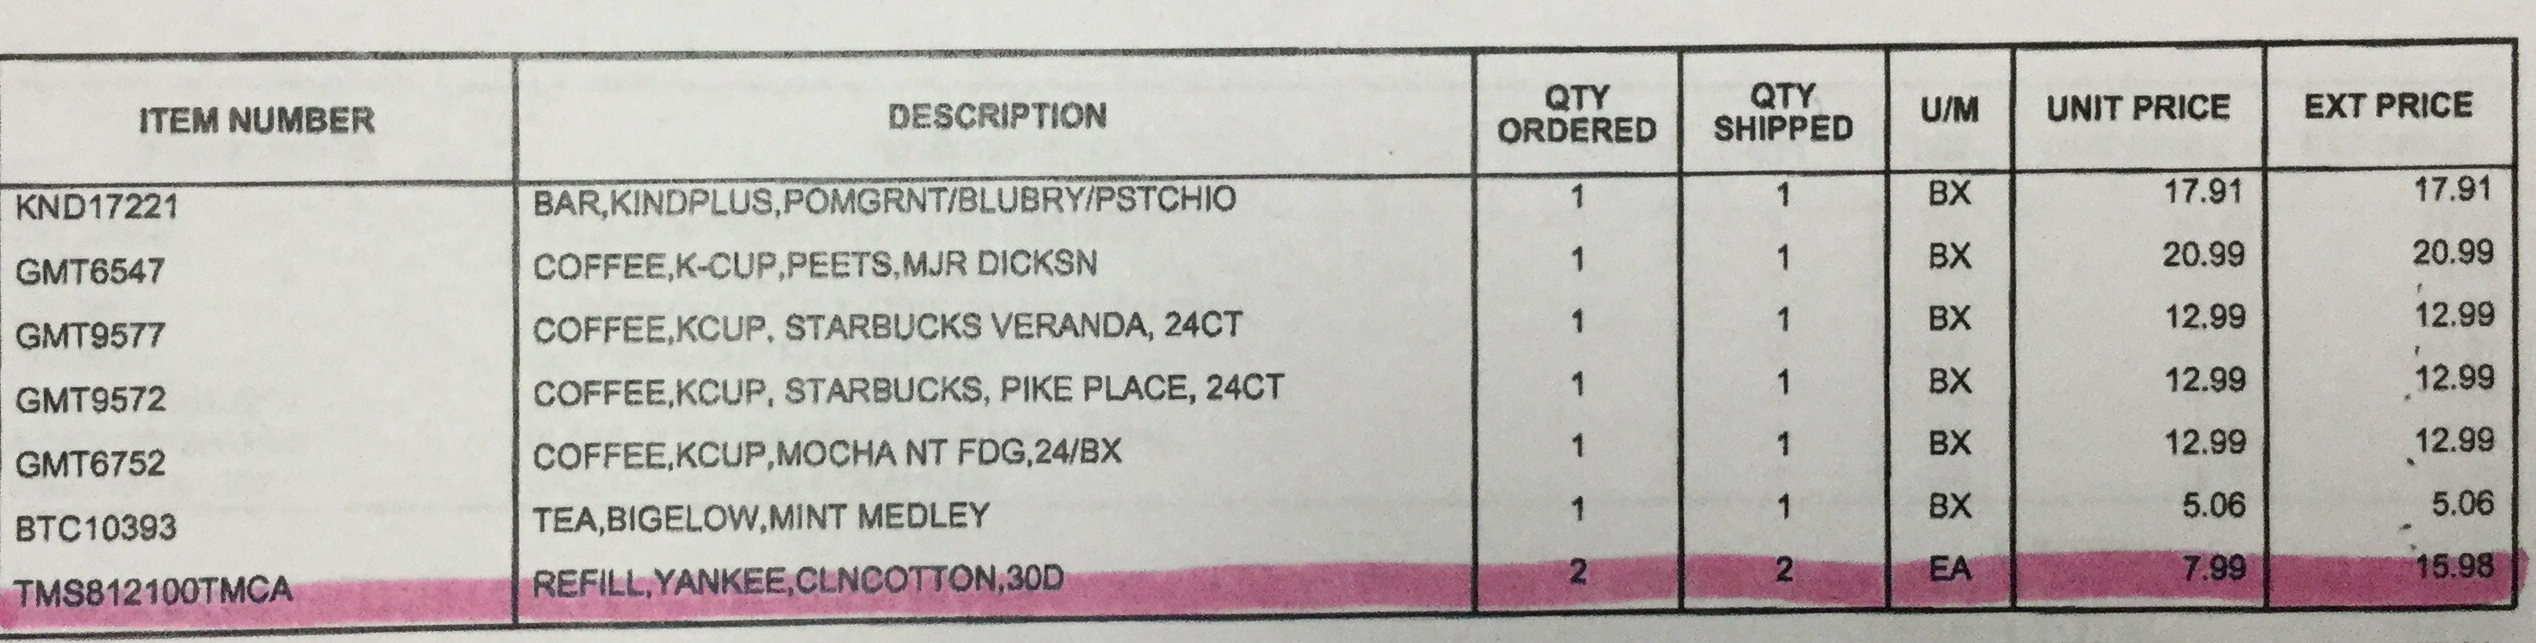 ITEM NUMBER DESCRIPTION QTY ORDERED QTY SHIPPED U/M UNIT PRICE EXT PRICE
KND17221 BAR,KINDPLUS,POMGRNT/BLUBRY/PSTCHIO 1 1 BX 17.91 17.91
GMT6547 COFFEE,K-CUP,PEETS,MJR DICKSN 1 1 BX 20.99 20.99
GMT9577 COFFEE,KCUP, STARBUCKS VERANDA, 24CT 1 1 BX 12.99 12.99
GMT9572 COFFEE,KCUP, STARBUCKS, PIKE PLACE, 24CT 1 1 BX 12.99 12.99
GMT6752 COFFEE,KCUP,MOCHA NT FDG,24/BX 1 1 BX 12.99 12.99
BTC10393 TEA,BIGELOW,MINT MEDLEY 1 1 BX 5.06 5.06
TMS812100TMCA REFILL,YANKEE,CLNCOTTON,30D 2 2 EA 7.99 15.98